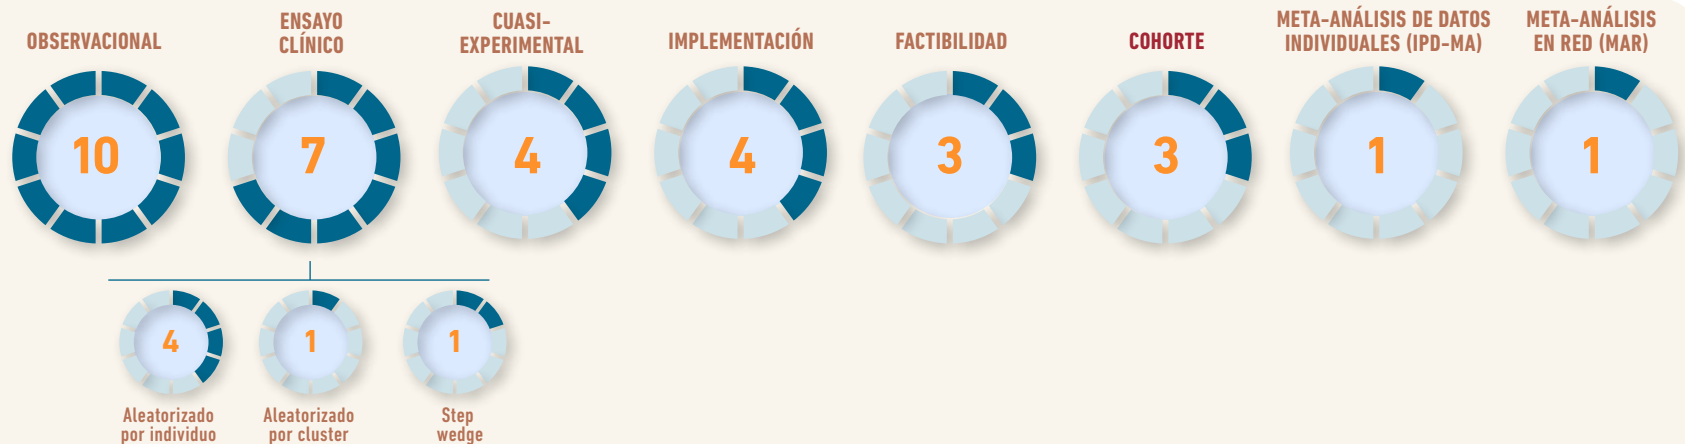 OBSERVACIONAL
ENSAYO
CLÍNICO
CUASI-
EXPERIMENTAL
IMPLEMENTACIÓN
FACTIBILIDAD
COHORTE
META-ANÁLISIS DE DATOS
INDIVIDUALES (IPD-MA)
META-ANÁLISIS
EN RED (MAR)
10
7
4
4
3
3
1
1
4
1
1
Aleatorizado
por individuo
Aleatorizado
por cluster
Step
wedge